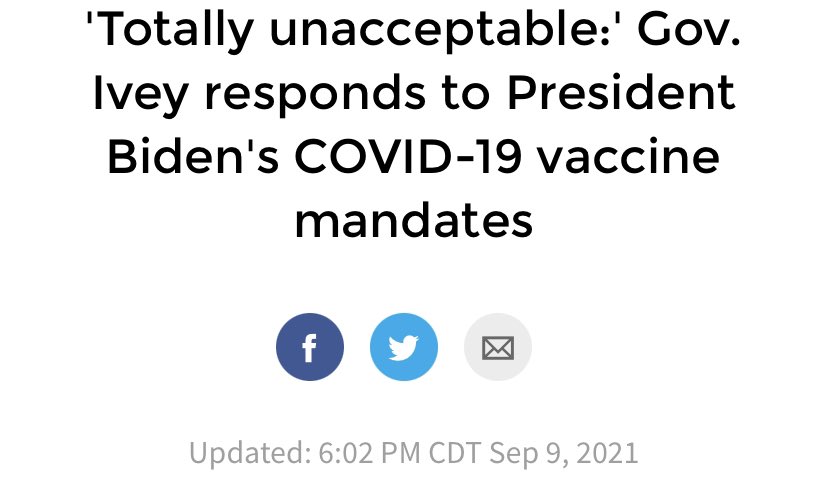 'Totally unacceptable:' Gov.
Ivey responds to President
Biden's COVID-19 vaccine
mandates
f
Updated: 6:02 PM CDT Sep 9, 2021